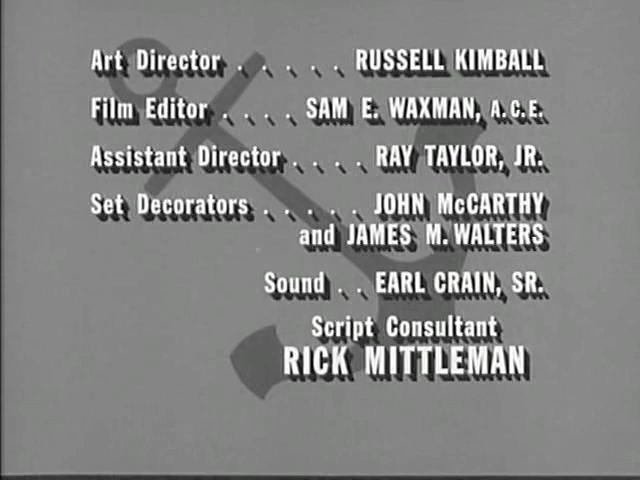 Art Director . . . . . RUSSELL KIMBALL
Film Editor . . . . SAM E. WAXMAN, A.C.E.
Assistant Director . . . . RAY TAYLOR, JR.
Set Decorators . . . . . JOHN McCARTHY
and JAMES M. WALTERS
Sound . . EARL CRAIN, SR.
Script Consultant
RICK MITTLEMAN